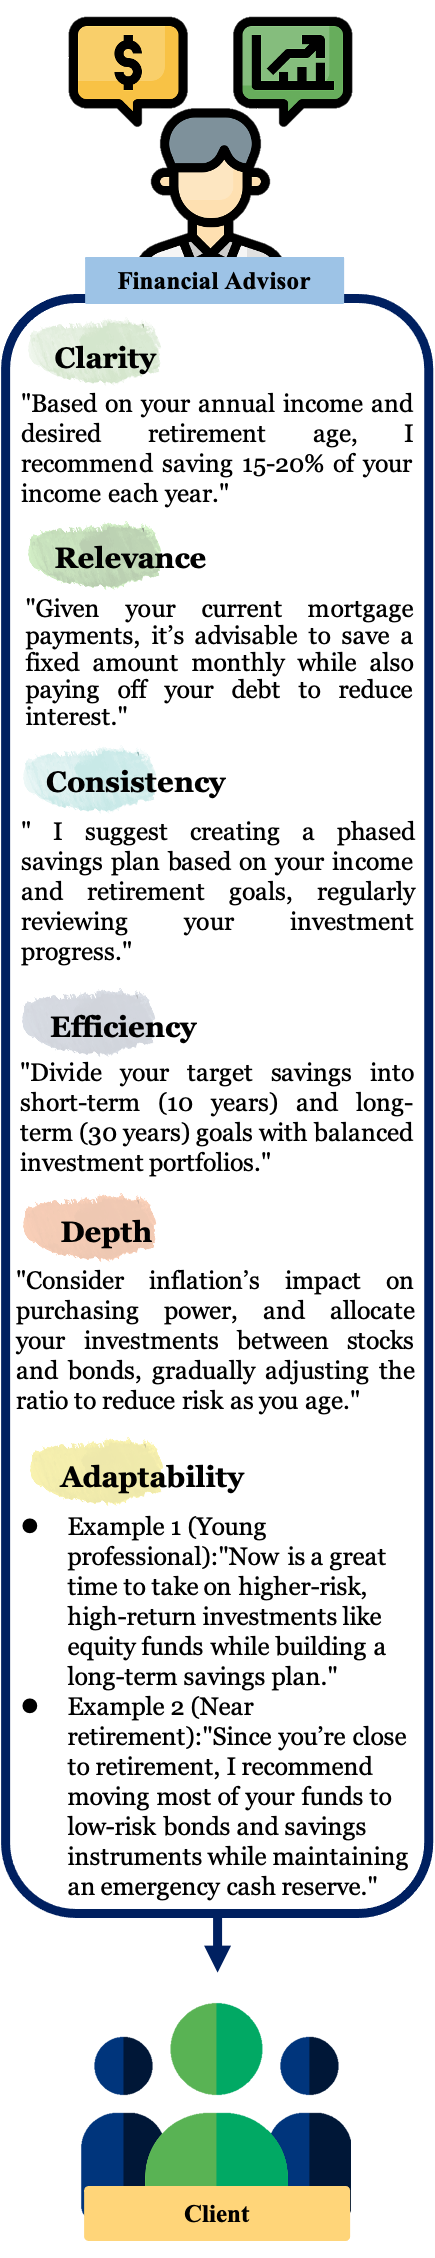 $
Financial Advisor
Clarity
"Based on your annual income and
desired retirement age, I
recommend saving 15-20% of your
income each year."
Relevance
"Given your current mortgage
payments, it’s advisable to save a
fixed amount monthly while also
paying off your debt to reduce
interest."
Consistency
" I suggest creating a phased
savings plan based on your income
and retirement goals, regularly
reviewing your investment
progress."
Efficiency
"Divide your target savings into
short-term (10 years) and long-
term (30 years) goals with balanced
investment portfolios."
Depth
"Consider inflation’s impact on
purchasing power, and allocate
your investments between stocks
and bonds, gradually adjusting the
ratio to reduce risk as you age."
Adaptability
● Example 1 (Young
professional):"Now is a great
time to take on higher-risk,
high-return investments like
equity funds while building a
long-term savings plan."
● Example 2 (Near
retirement):"Since you’re close
to retirement, I recommend
moving most of your funds to
low-risk bonds and savings
instruments while maintaining
an emergency cash reserve."
Client